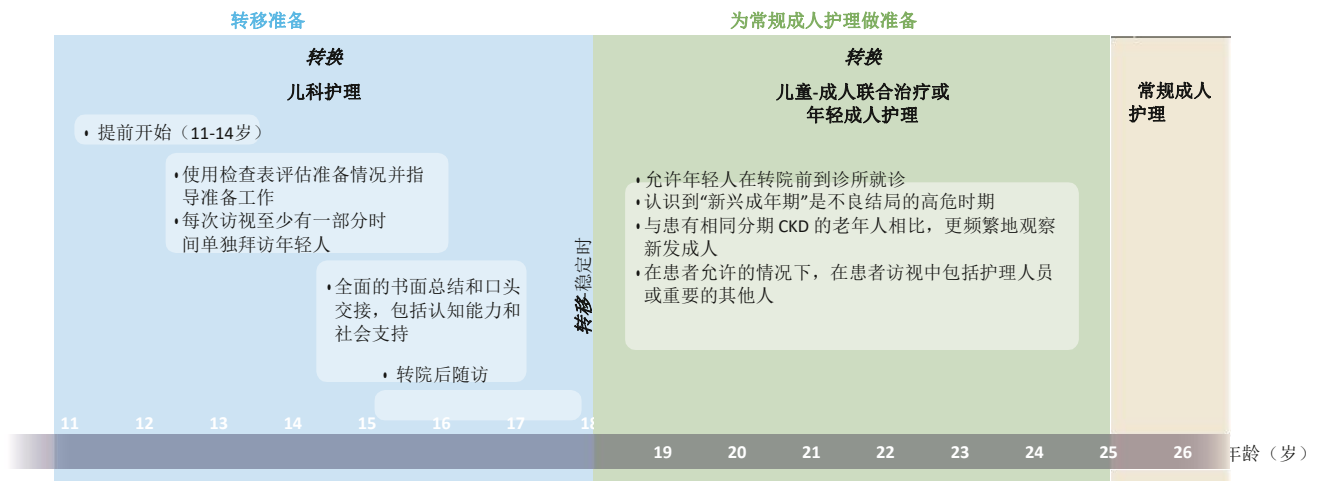 转移准备
为常规成人护理做准备
转换
儿科护理
• 提前开始（11-14岁）
•使用检查表评估准备情况并指
导准备工作
•每次访视至少有一部分时
间单独拜访年轻人
•全面的书面总结和口头
交接，包括认知能力和
社会支持
• 转院后随访
转移-稳定时
转换
儿童-成人联合治疗或
年轻成人护理
•允许年轻人在转院前到诊所就诊
•认识到“新兴成年期”是不良结局的高危时期
•与患有相同分期 CKD 的老年人相比，更频繁地观察
新发成人
•在患者允许的情况下，在患者访视中包括护理人员
或重要的其他人
常规成人
护理
11 12 13 14 15 16 17 18
19 20 21 22 23 24 25 26
年龄（岁）